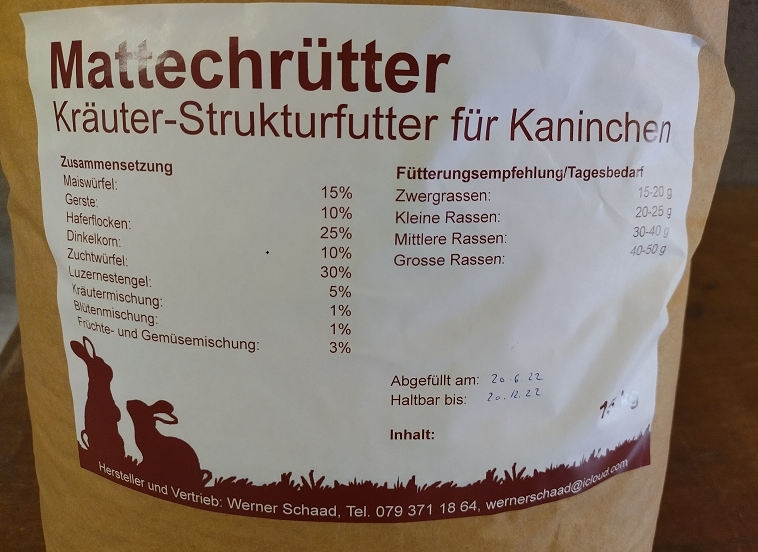 Mattechrütter
Kräuter-Strukturfutter für Kaninchen
Zusammensetzung
Maiswürfel: 15%
Gerste: 10%
Haferflocken: 25%
Dinkelkorn: 10%
Zuchtwürfel: 30%
Luzernestengel: 5%
Kräutermischung: 1%
Blütenmischung: 1%
Früchte- und Gemüsemischung: 3%
Fütterungsempfehlung/Tagesbedarf
Zwergrassen: 15-20 g
Kleine Rassen: 20-25 g
Mittlere Rassen: 30-40 g
Grosse Rassen: 40-50 g
Abgefüllt am: 20.6.22
Haltbar bis: 20.12.22
Inhalt: kg
Hersteller und Vertrieb: Werner Schaad, Tel. 079 371 18 64, wernerschaad@icloud.com